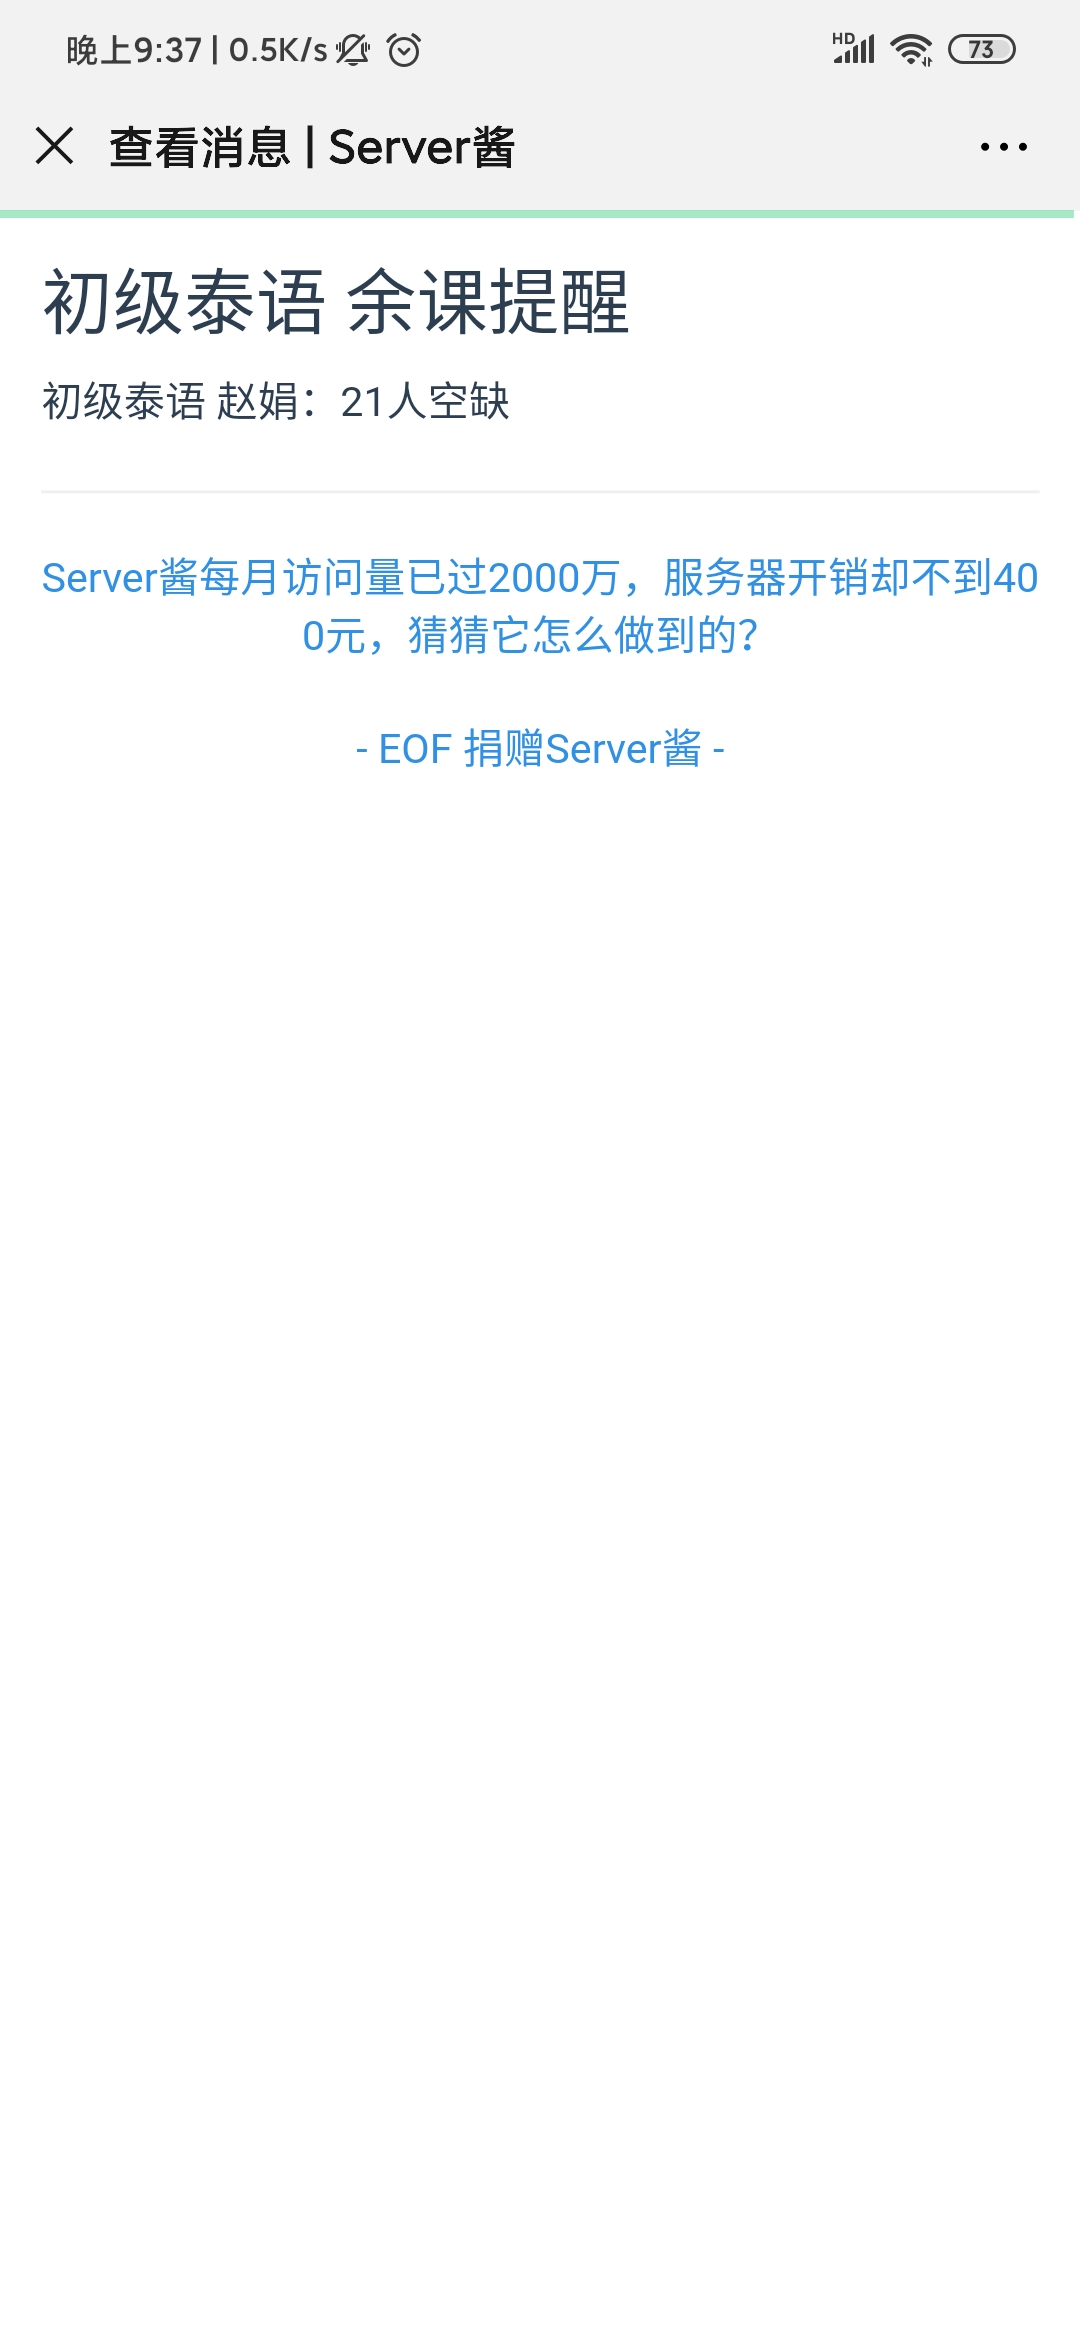 晚上9:37 | 0.5K/s
HD
73
查看消息 | Server酱
初级泰语 余课提醒
初级泰语 赵娟：21人空缺
Server酱每月访问量已过2000万，服务器开销却不到40
0元，猜猜它怎么做到的？
- EOF 捐赠Server酱 -